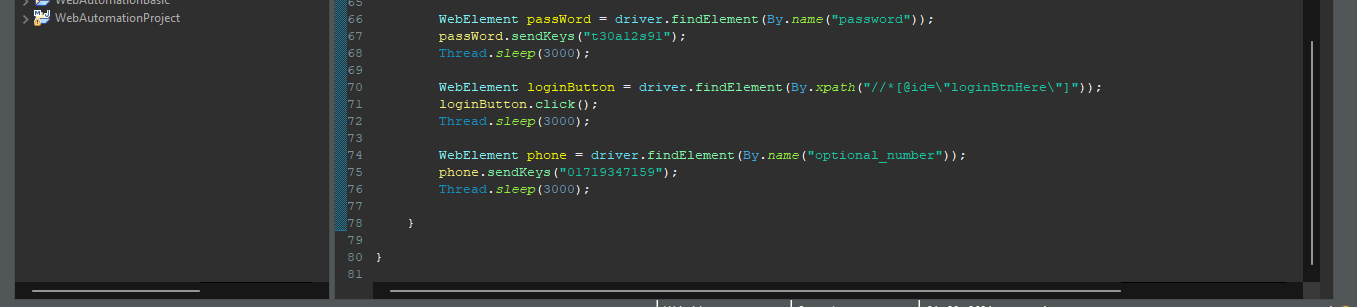 WebAutomationBasic
WebAutomationProject
65
66 WebElement passWord = driver.findElement(By.name("password"));
67 passWord.sendKeys("t30a12s91");
68 Thread.sleep(3000);
69
70 WebElement loginButton = driver.findElement(By.xpath("//*[@id=\"loginBtnHere\"]"));
71 loginButton.click();
72 Thread.sleep(3000);
73
74 WebElement phone = driver.findElement(By.name("optional_number"));
75 phone.sendKeys("01719347159");
76 Thread.sleep(3000);
77
78 }
79
80 }
81